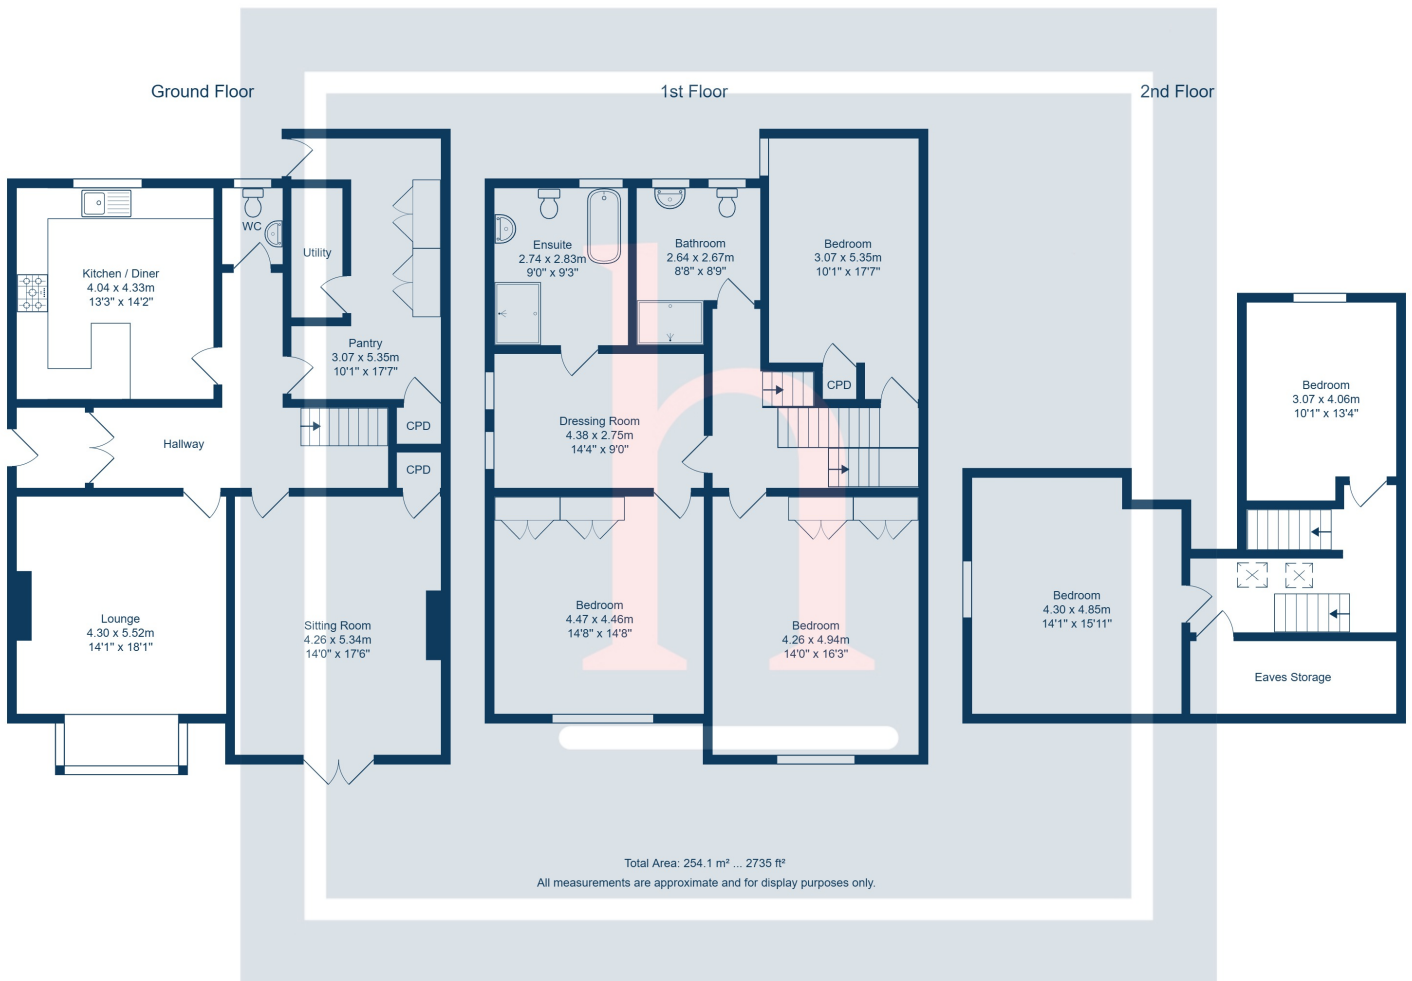 Ground Floor
1st Floor
2nd Floor
WC
Utility
Kitchen / Diner
4.04 x 4.33m
13'3" x 14'2"
Pantry
3.07 x 5.35m
10'1" x 17'7"
CPD
CPD
Hallway
Lounge
4.30 x 5.52m
14'1" x 18'1"
Sitting Room
4.26 x 5.34m
14'0" x 17'6"
Ensuite
2.74 x 2.83m
9'0" x 9'3"
Bathroom
2.64 x 2.67m
8'8" x 8'9"
Bedroom
3.07 x 5.35m
10'1" x 17'7"
CPD
Dressing Room
4.38 x 2.75m
14'4" x 9'0"
Bedroom
4.47 x 4.46m
14'8" x 14'8"
Bedroom
4.26 x 4.94m
14'0" x 16'3"
Bedroom
3.07 x 4.06m
10'1" x 13'4"
Bedroom
4.30 x 4.85m
14'1" x 15'11"
Eaves Storage
h
Total Area: 254.1 m² ... 2735 ft²
All measurements are approximate and for display purposes only.